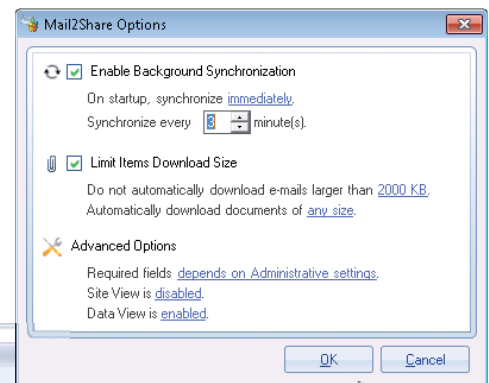 Mail2Share Options
Enable Background Synchronization
On startup, synchronize immediately.
Synchronize every 3 minute(s).
Limit Items Download Size
Do not automatically download e-mails larger than 2000 KB.
Automatically download documents of any size.
Advanced Options
Required fields depends on Administrative settings.
Site View is disabled.
Data View is enabled.
OK Cancel